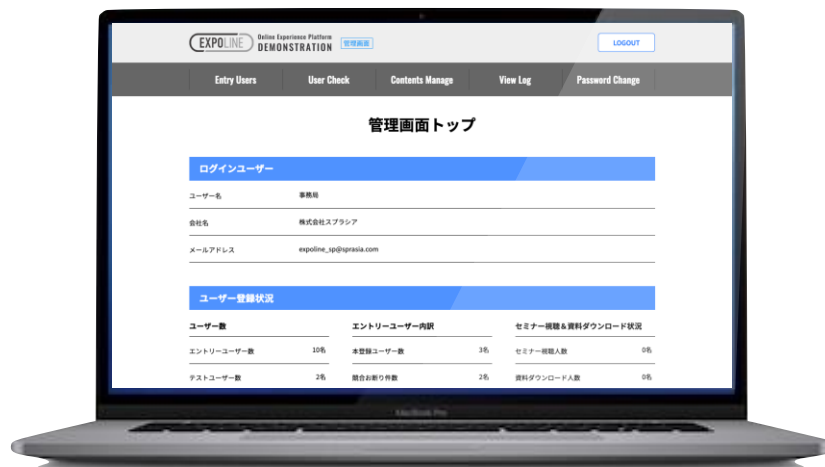 EXPOLINE
Online Experience Platform
DEMONSTRATION
管理画面
LOGOUT
Entry Users
User Check
Contents Manage
View Log
Password Change
管理画面トップ
ログインユーザー
ユーザー名 事務局
会社名 株式会社スプラシア
メールアドレス expoline_sp@sprasia.com
ユーザー登録状況
ユーザー数 エントリーユーザー内訳 セミナー視聴＆資料ダウンロード状況
エントリーユーザー数 10名 本登録ユーザー数 3名 セミナー視聴人数 0名
テストユーザー数 2名 競合お断り件数 2名 資料ダウンロード人数 0名
MacBook Pro